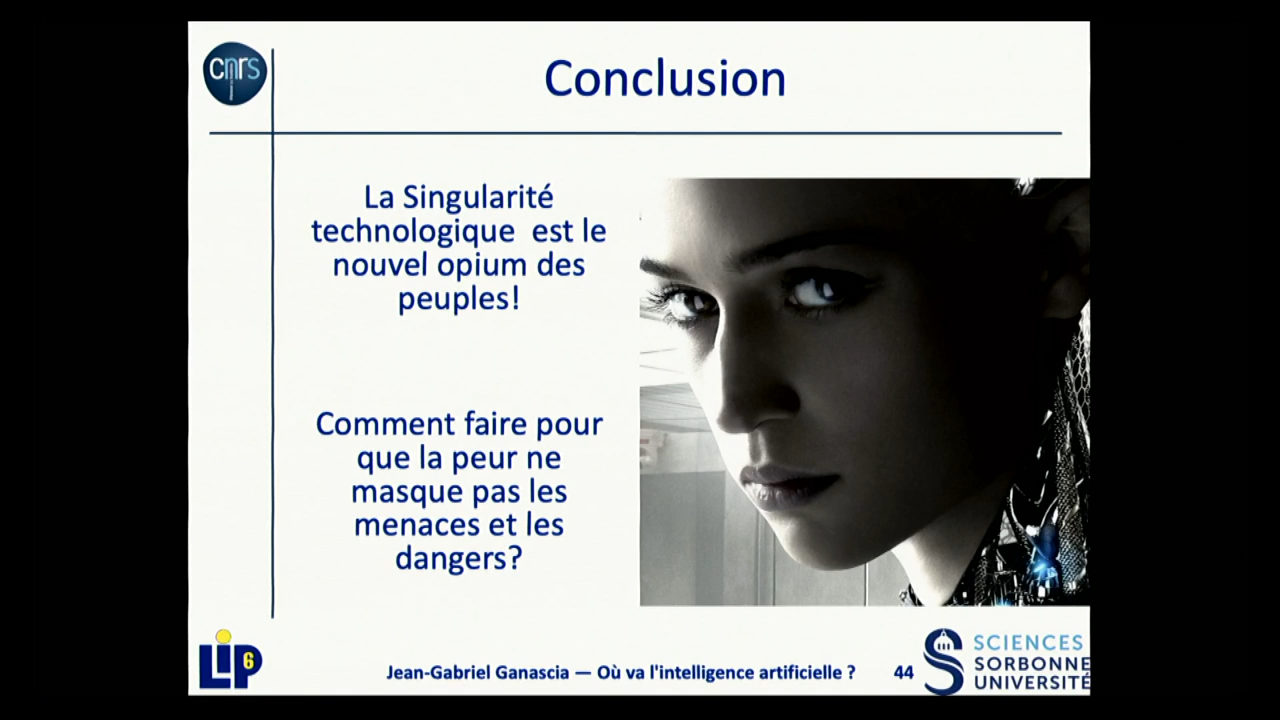 cnrs
Conclusion
La Singularité
technologique est le
nouvel opium des
peuples!
Comment faire pour
que la peur ne
masque pas les
menaces et les
dangers?
LIP6
Jean-Gabriel Ganascia — Où va l'intelligence artificielle ?
44
SCIENCES
SORBONNE
UNIVERSITÉ